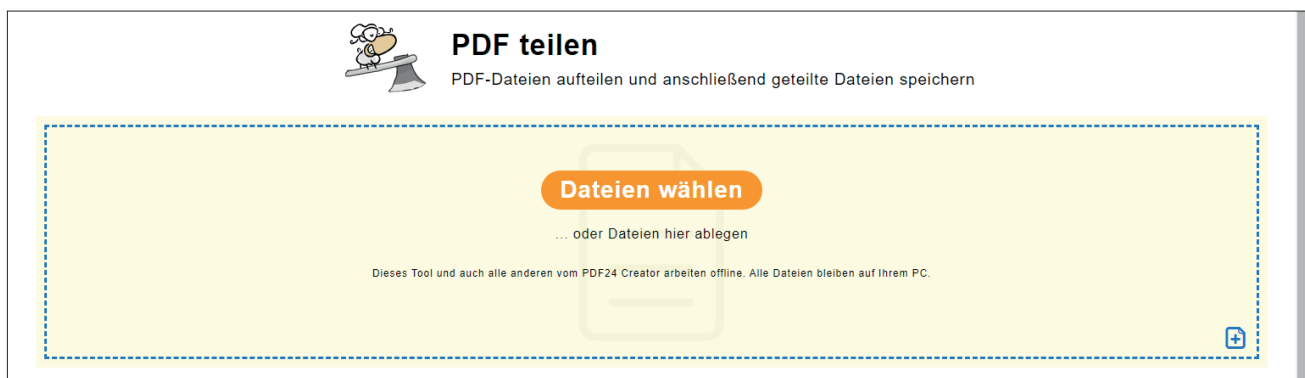 PDF teilen
PDF-Dateien aufteilen und anschließend geteilte Dateien speichern
Dateien wählen
... oder Dateien hier ablegen
Dieses Tool und auch alle anderen vom PDF24 Creator arbeiten offline. Alle Dateien bleiben auf Ihrem PC.